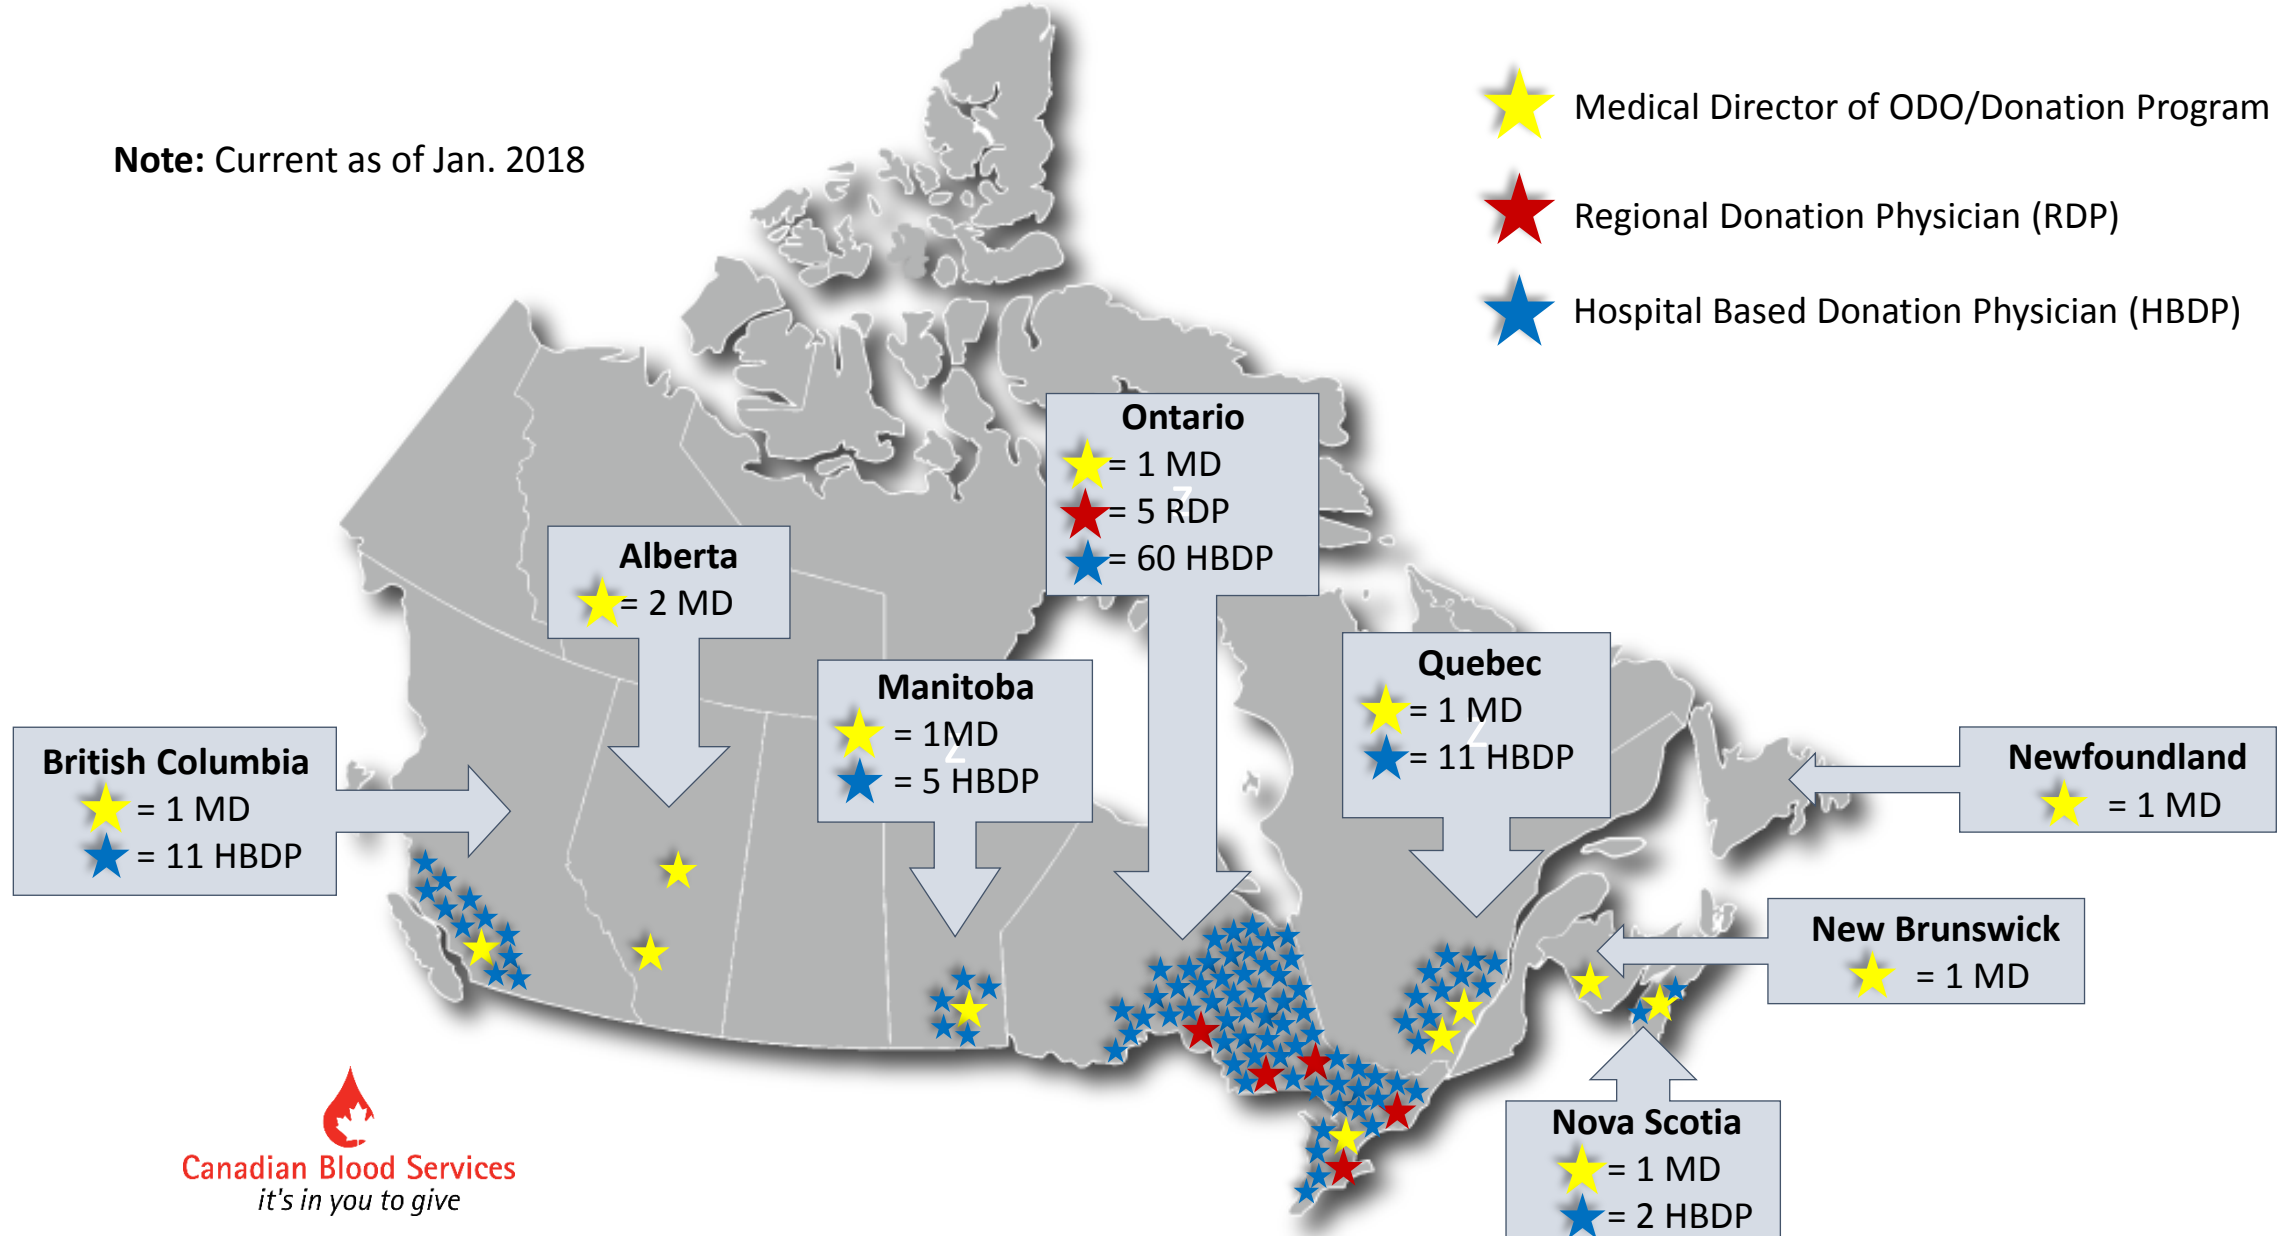 Note: Current as of Jan. 2018
Medical Director of ODO/Donation Program
Regional Donation Physician (RDP)
Hospital Based Donation Physician (HBDP)
Ontario
= 1 MD
= 5 RDP
= 60 HBDP
Z
Alberta
= 2 MD
Manitoba
= 1MD
= 5 HBDP
Z
Quebec
= 1 MD
= 11 HBDP
Z
British Columbia
= 1 MD
= 11 HBDP
Newfoundland
= 1 MD
New Brunswick
= 1 MD
Nova Scotia
= 1 MD
= 2 HBDP
Canadian Blood Services
it's in you to give